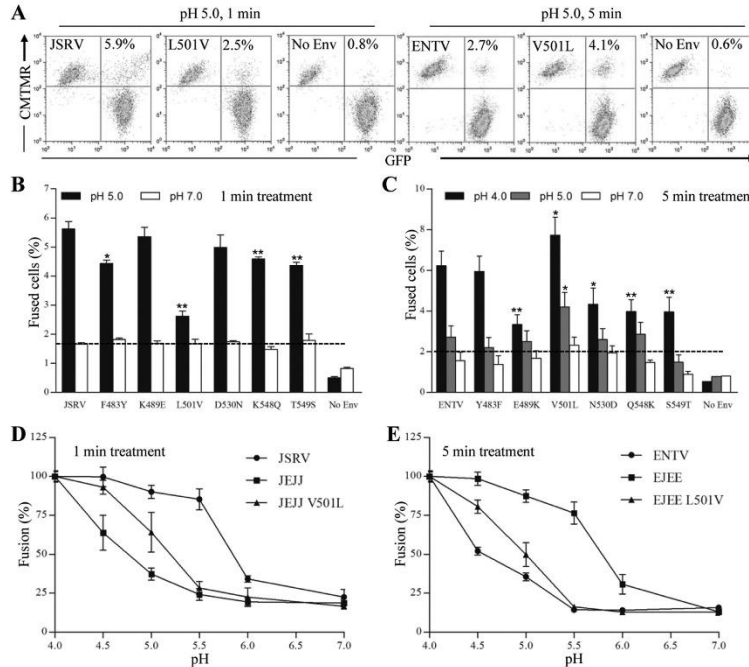 A
pH 5.0, 1 min
pH 5.0, 5 min
JSRV 5.9%
L501V 2.5%
No Env 0.8%
ENTV 2.7%
V501L 4.1%
No Env 0.6%
CMTMR
10⁰ 10¹ 10² 10³ 10⁴
GFP
B
pH 5.0 pH 7.0 1 min treatment
Fused cells (%)
7
6
5
4
3
2
1
0
* ** ** **
JSRV F483Y K489E L501V D530N K548Q T549S No Env
C
pH 4.0 pH 5.0 pH 7.0 5 min treatment
Fused cells (%)
10
8
6
4
2
0
** * * * ** **
ENTV Y483F E489K V501L N530D Q548K S549T No Env
D
1 min treatment
JSRV
JEJJ
JEJJ V501L
Fusion (%)
125
100
75
50
25
0
4.0 4.5 5.0 5.5 6.0 7.0
pH
E
5 min treatment
ENTV
EJEE
EJEE L501V
Fusion (%)
125
100
75
50
25
0
4.0 4.5 5.0 5.5 6.0 7.0
pH